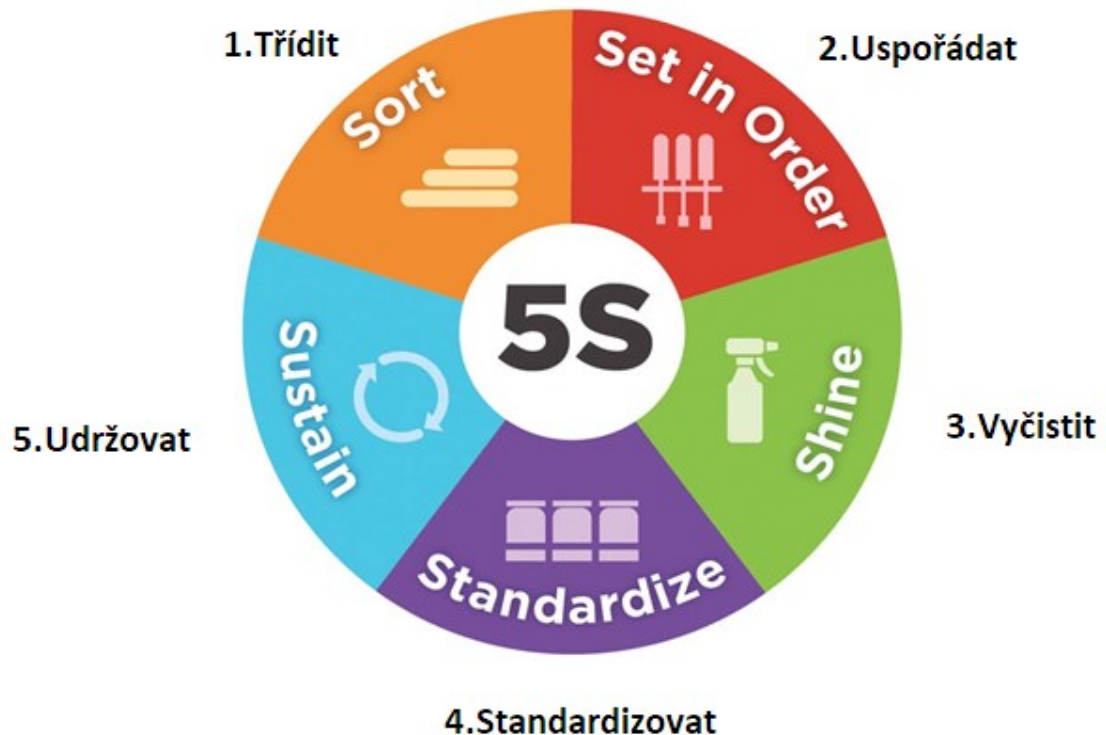 1.Třídit
Sort
Set in Order
2.Uspořádat
5S
Shine
3.Vyčistit
Standardize
4.Standardizovat
Sustain
5.Udržovat